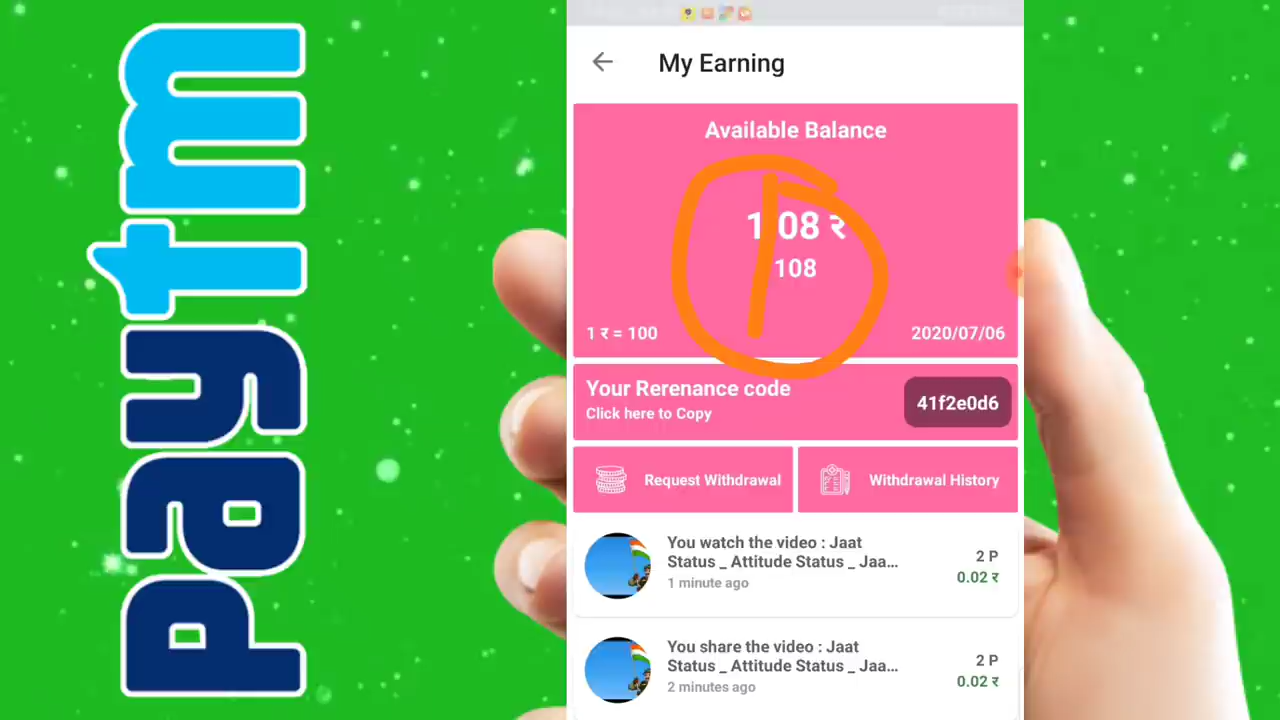 paytm
My Earning
Available Balance
1.08 ₹
108
1 ₹ = 100
2020/07/06
Your Rerenance code
Click here to Copy
41f2e0d6
Request Withdrawal
Withdrawal History
You watch the video : Jaat
Status _ Attitude Status _ Jaa...
1 minute ago
2 P
0.02 ₹
You share the video : Jaat
Status _ Attitude Status _ Jaa...
2 minutes ago
2 P
0.02 ₹